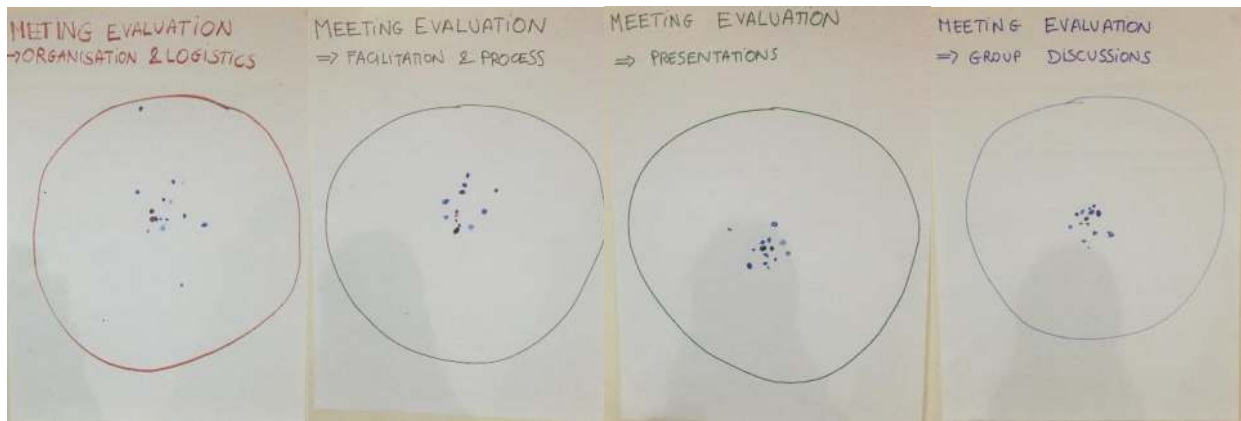 MEETING EVALUATION
→ ORGANISATION & LOGISTICS
MEETING EVALUATION
⇒ FACILITATION & PROCESS
MEETING EVALUATION
⇒ PRESENTATIONS
MEETING EVALUATION
⇒ GROUP DISCUSSIONS